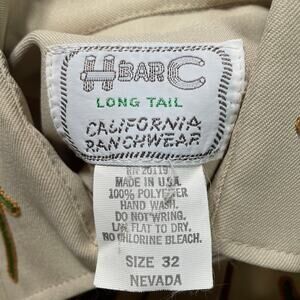 H BAR C
LONG TAIL
CALIFORNIA
RANCHWEAR
RN 20119
MADE IN U.S.A.
100% POLYESTER
HAND WASH.
DO NOT WRING.
LAY FLAT TO DRY.
NO CHLORINE BLEACH.
SIZE 32
NEVADA